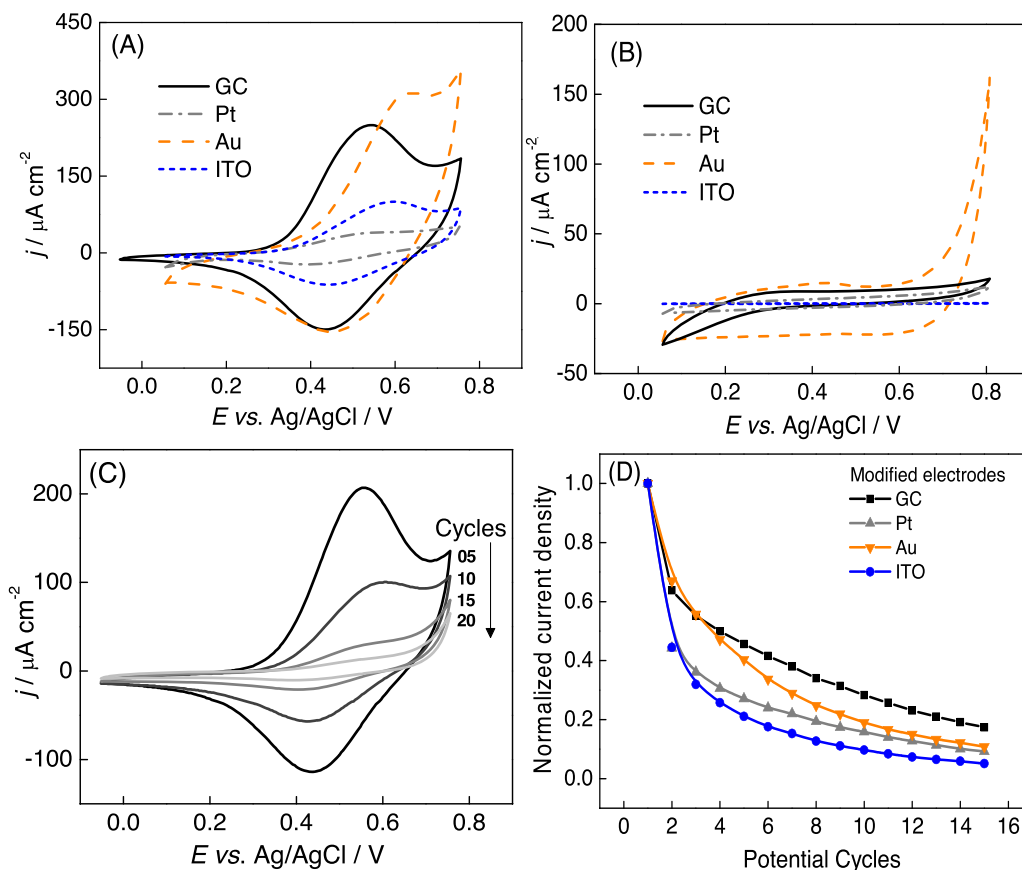 (A)
GC
Pt
Au
ITO
450
300
150
0
-150
j / µA cm-2
0.0 0.2 0.4 0.6 0.8
E vs. Ag/AgCl / V
(B)
GC
Pt
Au
ITO
200
150
100
50
0
-50
j / µA cm-2
0.0 0.2 0.4 0.6 0.8
E vs. Ag/AgCl / V
(C)
Cycles
05
10
15
20
200
100
0
-100
j / µA cm-2
0.0 0.2 0.4 0.6 0.8
E vs. Ag/AgCl / V
(D)
Modified electrodes
GC
Pt
Au
ITO
1.0
0.8
0.6
0.4
0.2
0.0
Normalized current density
0 2 4 6 8 10 12 14 16
Potential Cycles